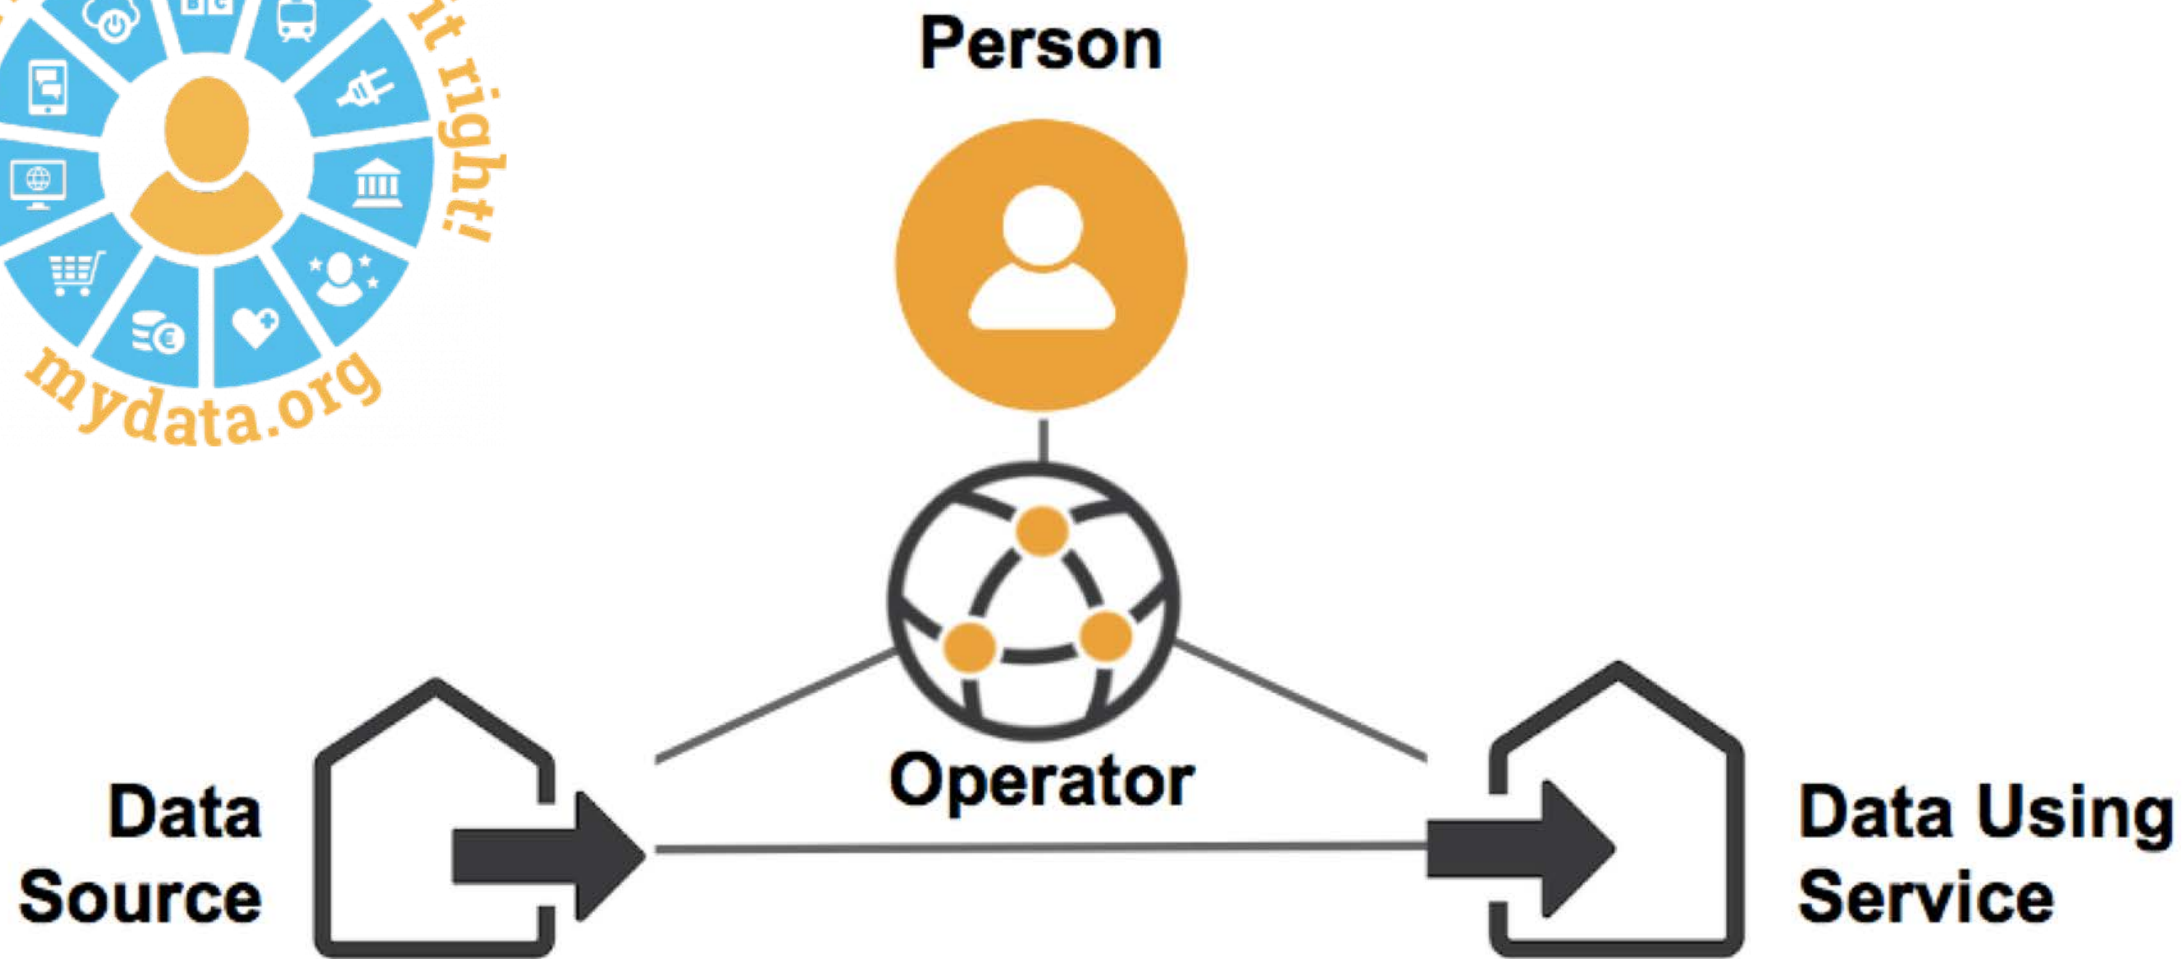 it right!
mydata.org
Person
Operator
Data
Source
Data Using
Service